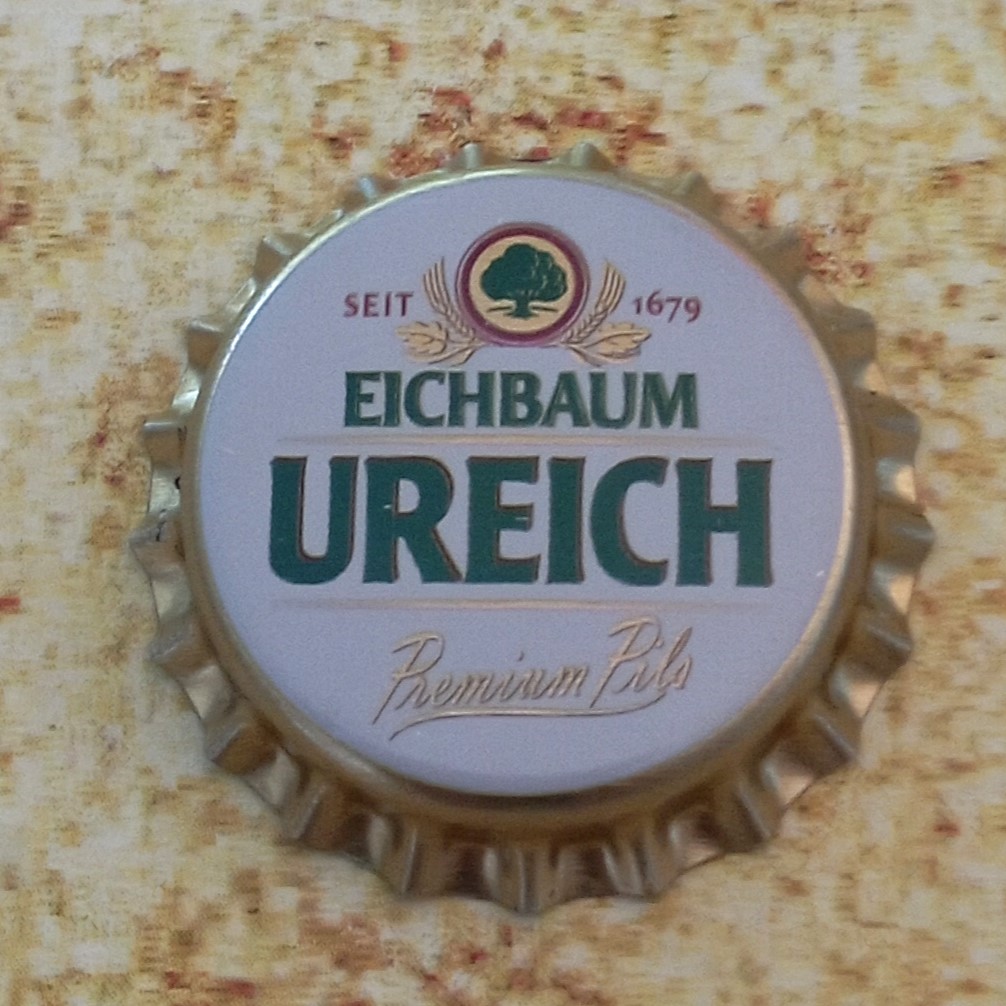 SEIT 1679
EICHBAUM
UREICH
Premium Pils